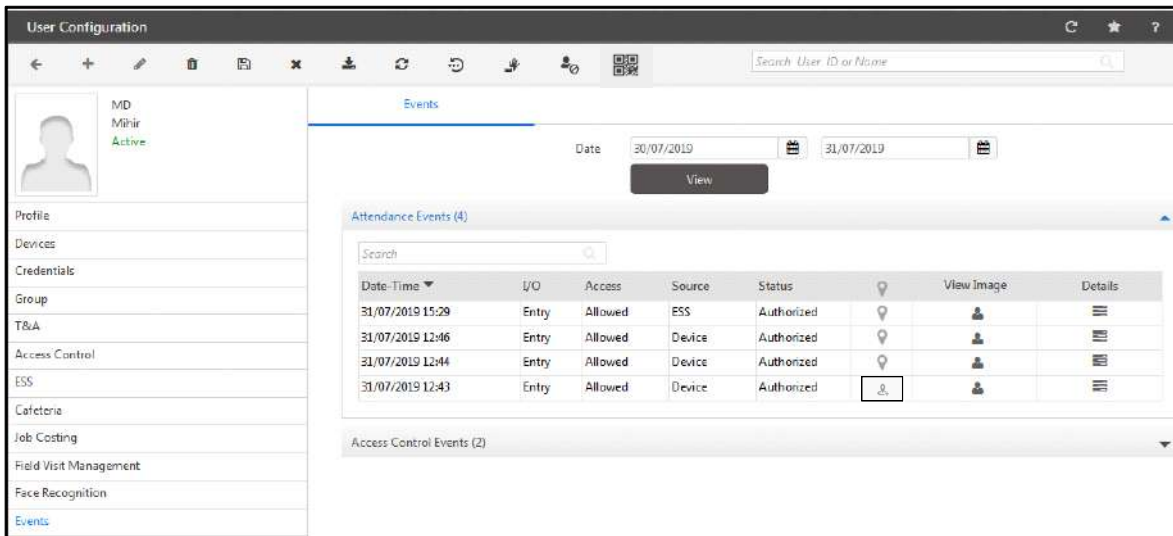 User Configuration ?
Search User ID or Name
MD
Mihir
Active
Profile
Devices
Credentials
Group
T&A
Access Control
ESS
Cafeteria
Job Costing
Field Visit Management
Face Recognition
Events
Events
Date 30/07/2019 31/07/2019
View
Attendance Events (4)
Search
Date-Time I/O Access Source Status View Image Details
31/07/2019 15:29 Entry Allowed ESS Authorized
31/07/2019 12:46 Entry Allowed Device Authorized
31/07/2019 12:44 Entry Allowed Device Authorized
31/07/2019 12:43 Entry Allowed Device Authorized
Access Control Events (2)